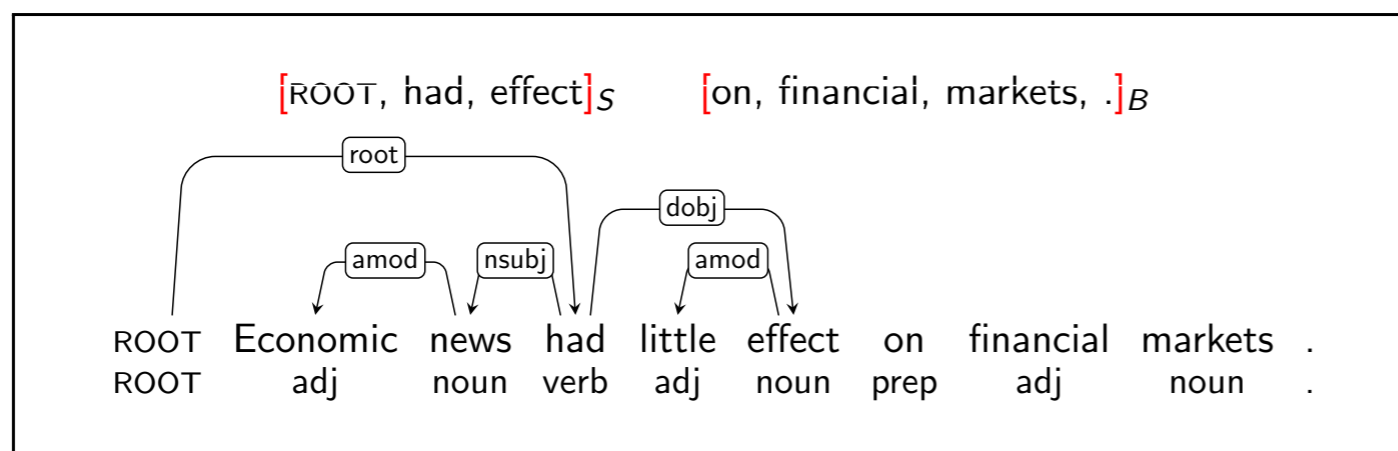 [ROOT, had, effect]S [on, financial, markets, .]B
root
dobj
amod nsubj amod
ROOT Economic news had little effect on financial markets .
ROOT adj noun verb adj noun prep adj noun .